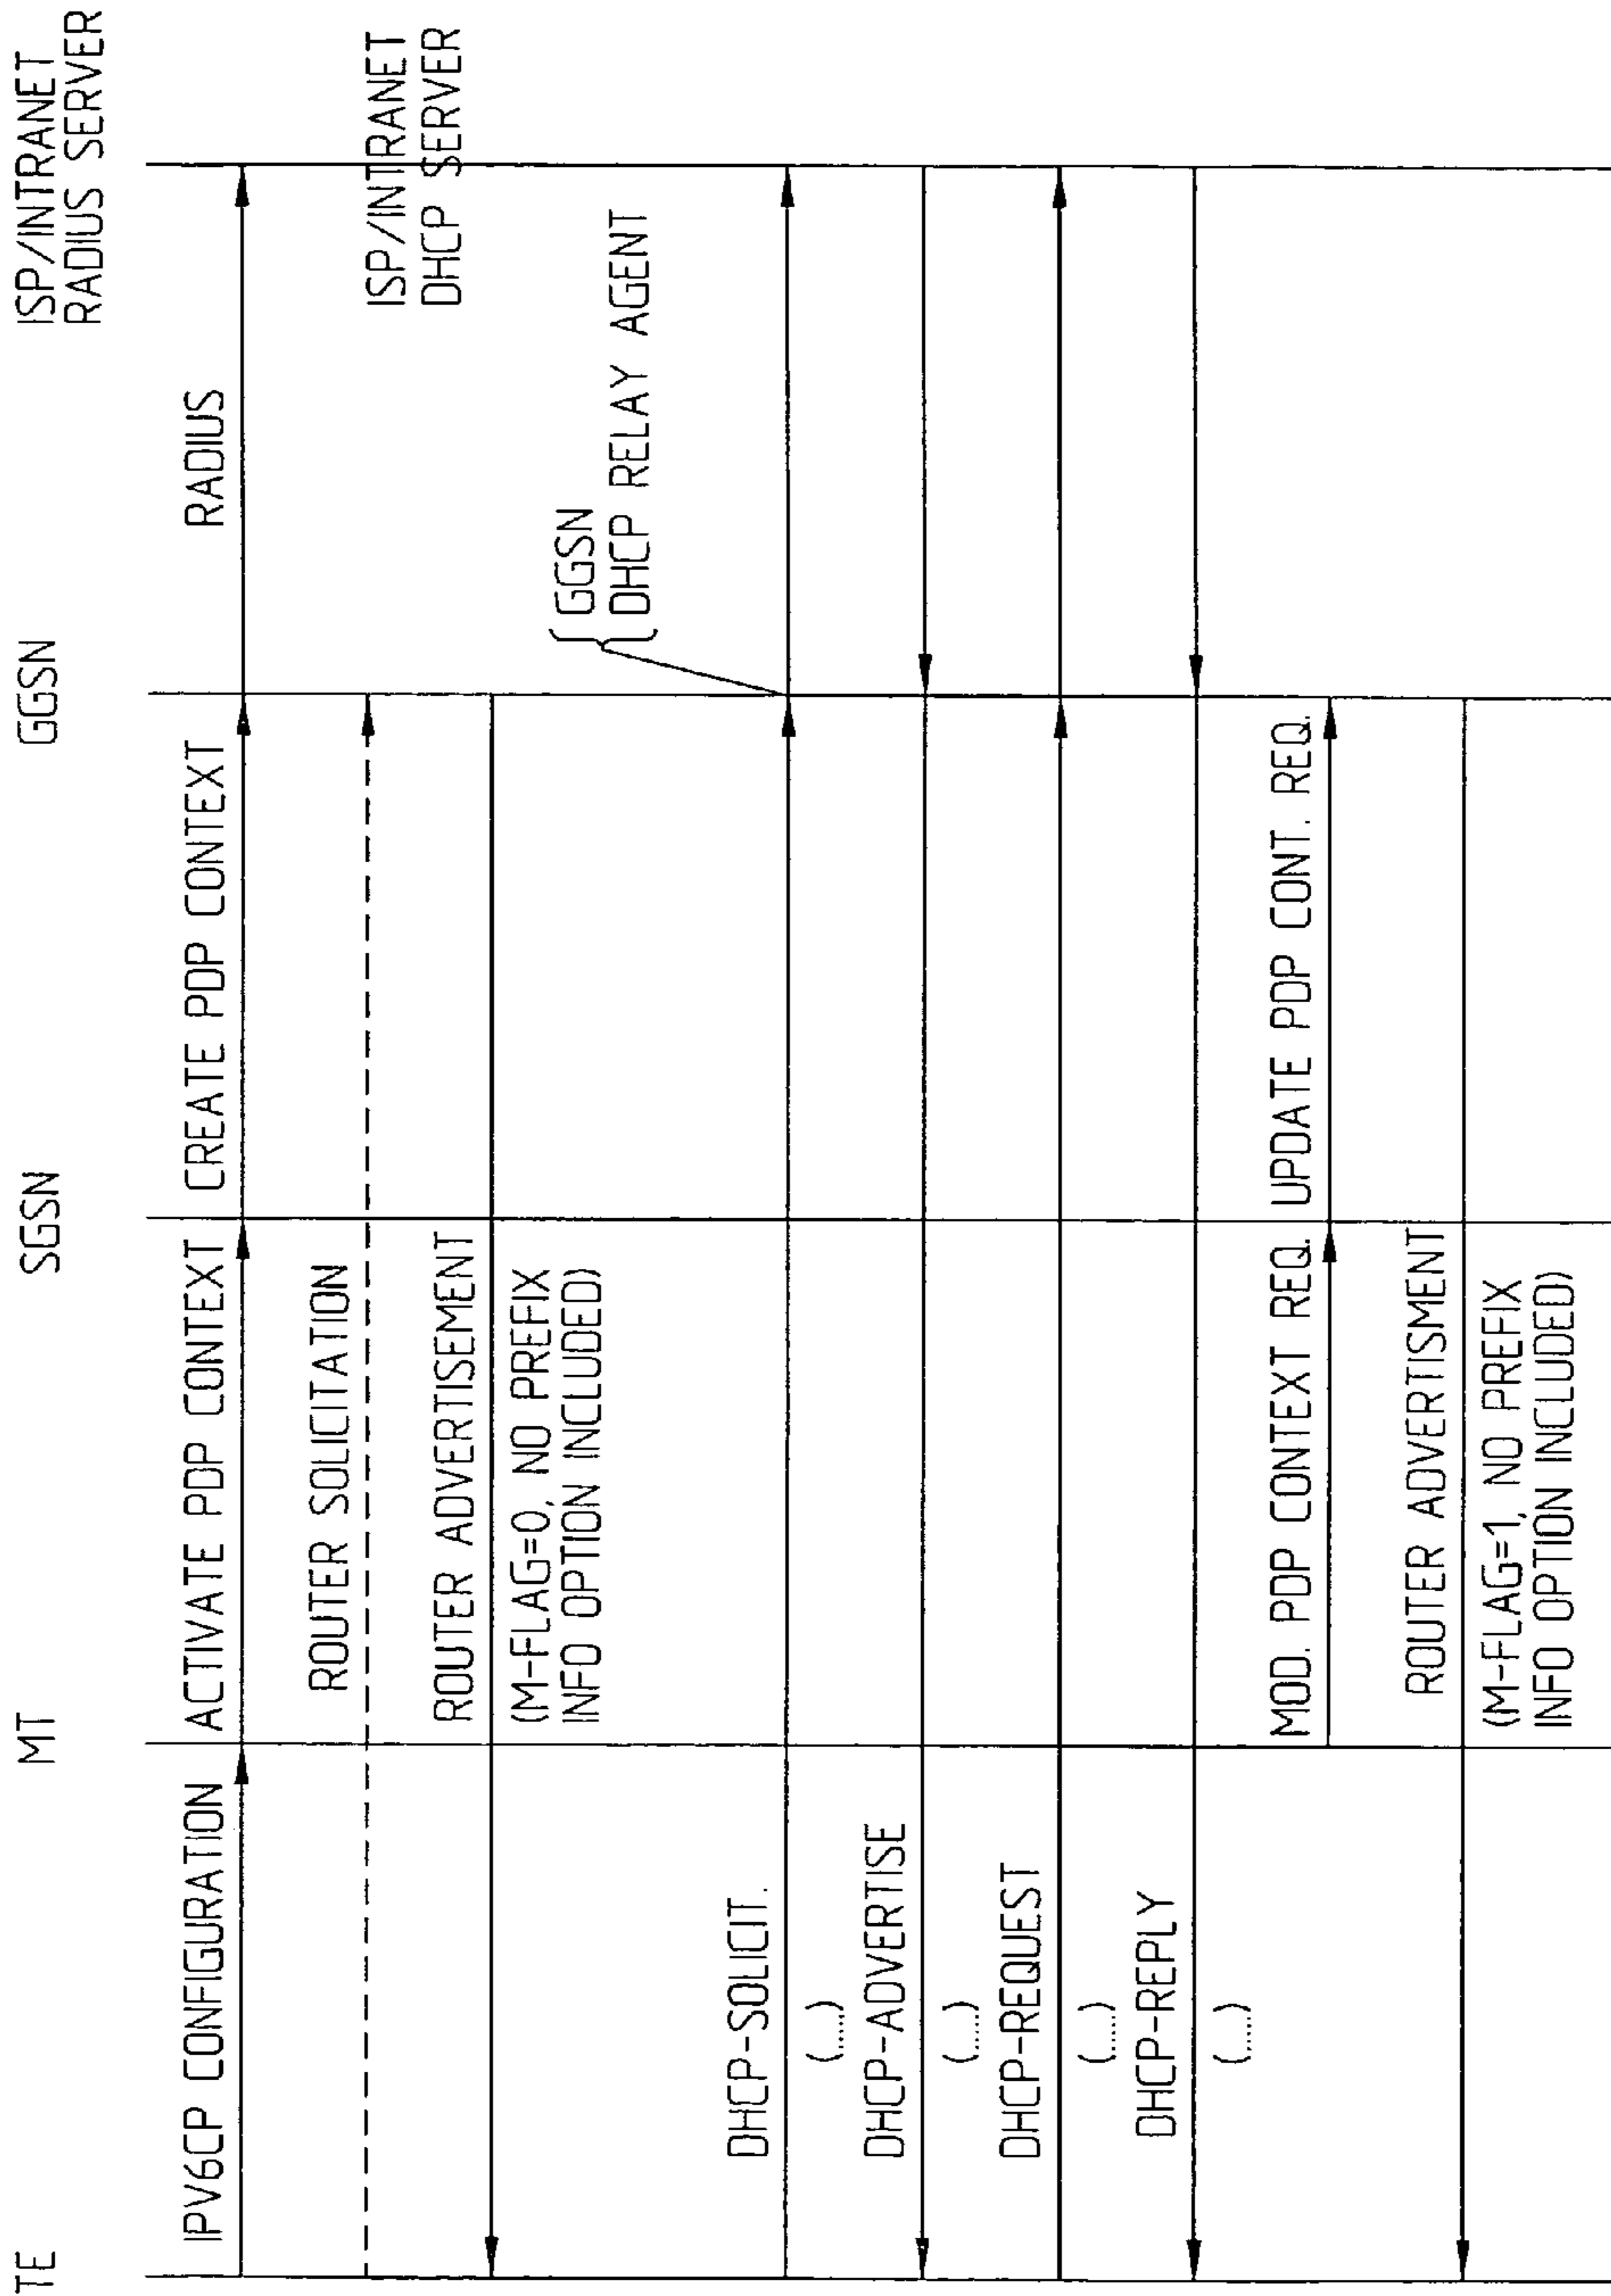 TE
MT
SGSN
GGSN
ISP/INTRANET
RADIUS SERVER
IPV6CP CONFIGURATION
ACTIVATE PDP CONTEXT
CREATE PDP CONTEXT
RADIUS
ROUTER SOLICITATION
ISP/INTRANET
DHCP SERVER
ROUTER ADVERTISEMENT
(M-FLAG=0, NO PREFIX
INFO OPTION INCLUDED)
GGSN
DHCP RELAY AGENT
DHCP-SOLICIT.
(.....)
DHCP-ADVERTISE
(.....)
DHCP-REQUEST
(.....)
DHCP-REPLY
(.....)
MOD. PDP CONTEXT REQ.
UPDATE PDP CONT. REQ.
ROUTER ADVERTISMENT
(M-FLAG=1, NO PREFIX
INFO OPTION INCLUDED)